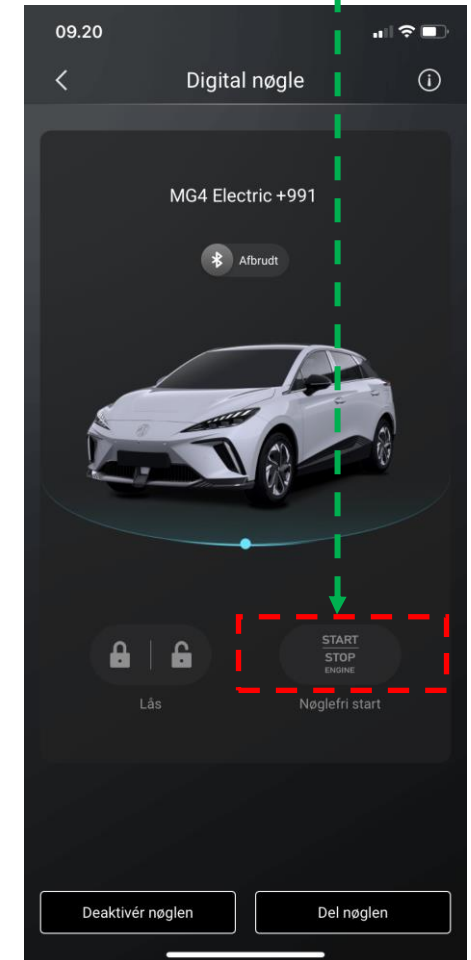 09.20
Digital nøgle
MG4 Electric +991
Afbrudt
START
STOP
ENGINE
Lås
Nøglefri start
Deaktivér nøglen
Del nøglen